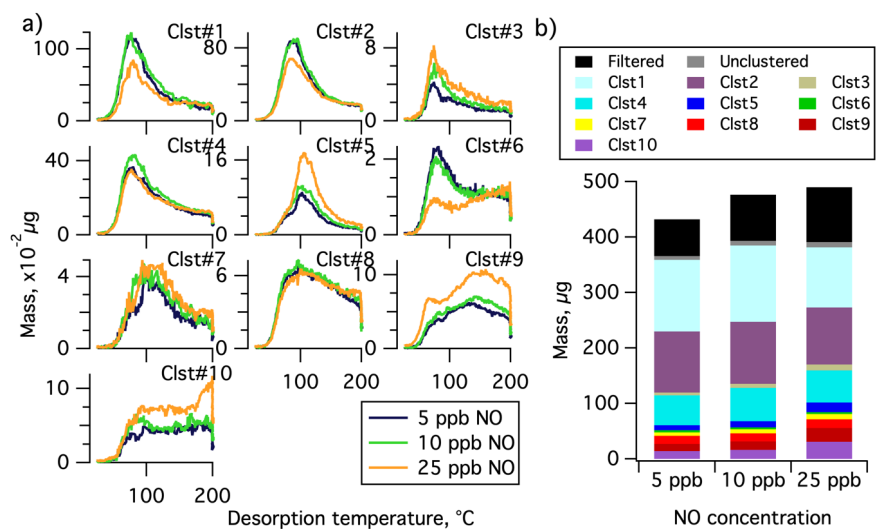 a)
Clst#1
Clst#2
Clst#3
100
0
80
0
8
4
0
Clst#4
Clst#5
Clst#6
40
0
16
0
2
0
Clst#7
Clst#8
Clst#9
4
0
6
0
10
0
Clst#10
10
5
0
100
200
100
200
100
200
Mass, x10⁻² µg
Desorption temperature, °C
5 ppb NO
10 ppb NO
25 ppb NO
b)
Filtered Unclustered
Clst1 Clst2 Clst3
Clst4 Clst5 Clst6
Clst7 Clst8 Clst9
Clst10
500
400
300
200
100
0
Mass, µg
5 ppb 10 ppb 25 ppb
NO concentration